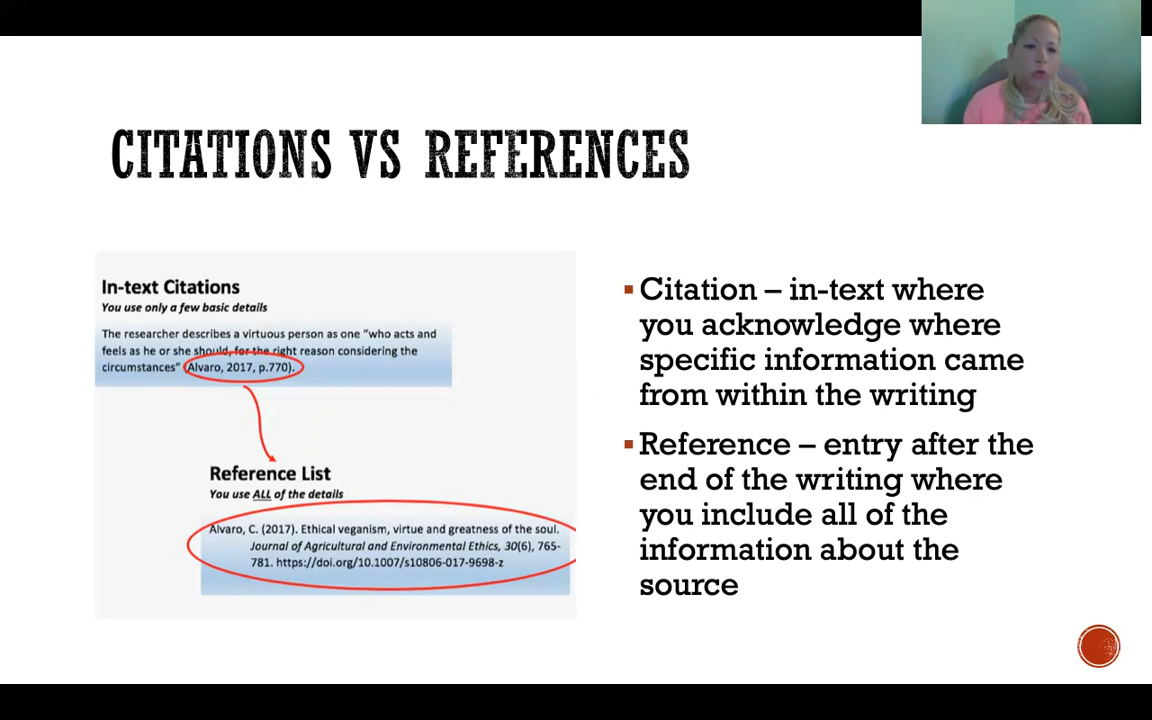 CITATIONS VS REFERENCES
In-text Citations
You use only a few basic details
The researcher describes a virtuous person as one “who acts and
feels as he or she should, for the right reason considering the
circumstances” (Alvaro, 2017, p.770).
Reference List
You use ALL of the details
Alvaro, C. (2017). Ethical veganism, virtue and greatness of the soul.
Journal of Agricultural and Environmental Ethics, 30(6), 765-
781. https://doi.org/10.1007/s10806-017-9698-z
▪ Citation – in-text where
you acknowledge where
specific information came
from within the writing
▪ Reference – entry after the
end of the writing where
you include all of the
information about the
source